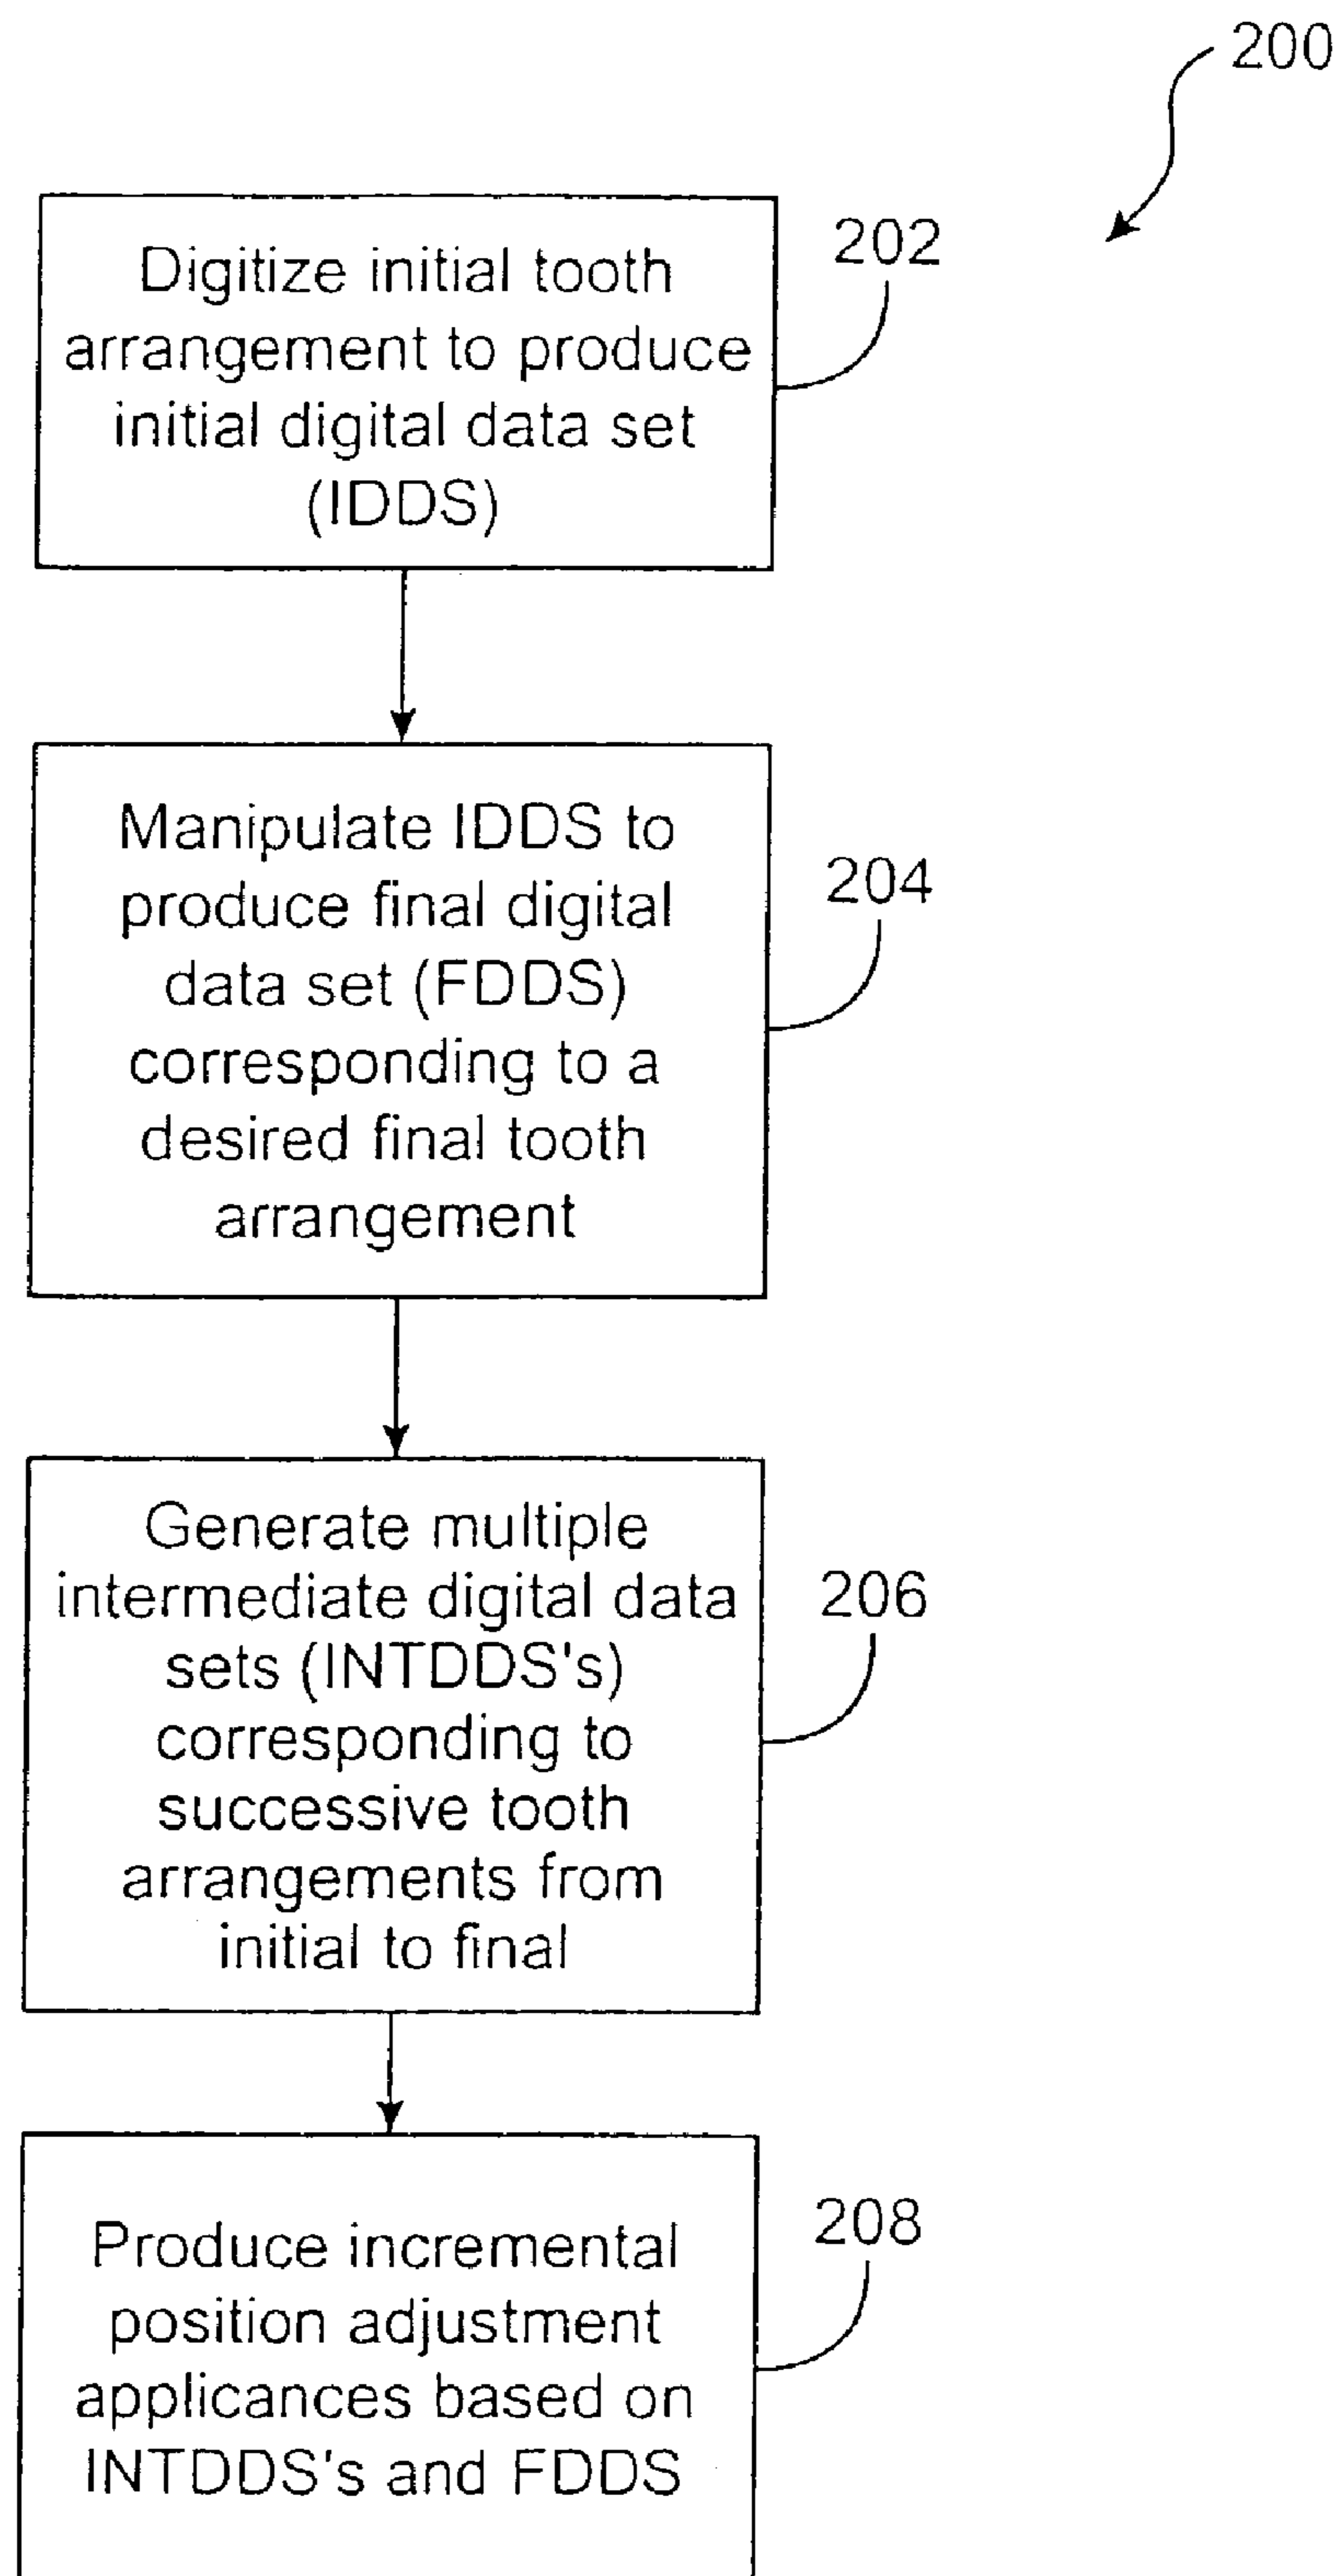 200
202
Digitize initial tooth
arrangement to produce
initial digital data set
(IDDS)
204
Manipulate IDDS to
produce final digital
data set (FDDS)
corresponding to a
desired final tooth
arrangement
206
Generate multiple
intermediate digital data
sets (INTDDS's)
corresponding to
successive tooth
arrangements from
initial to final
208
Produce incremental
position adjustment
applicances based on
INTDDS's and FDDS